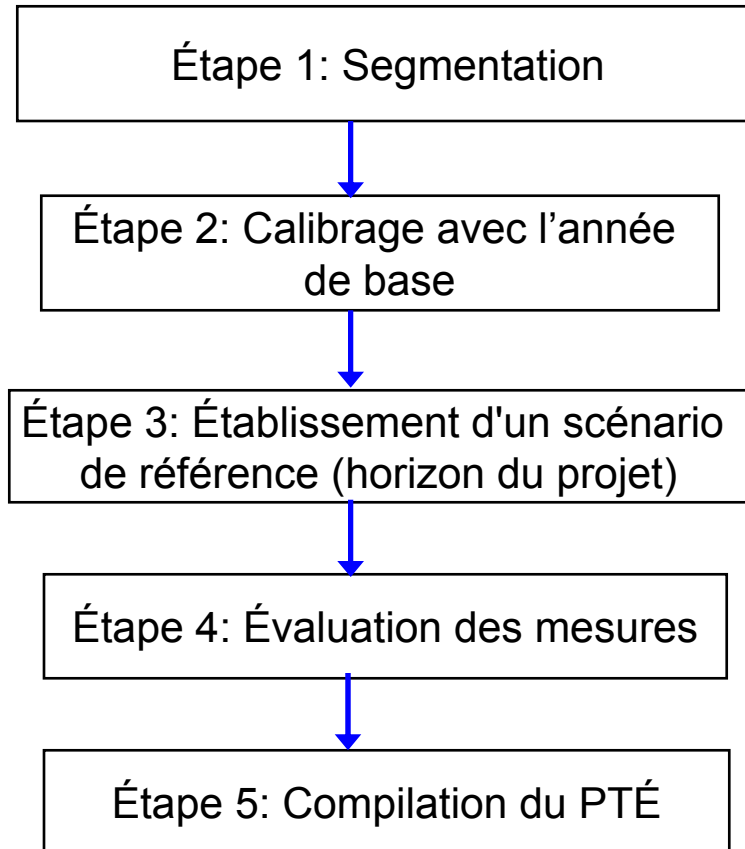 Étape 1: Segmentation
Étape 2: Calibrage avec l’année
de base
Étape 3: Établissement d'un scénario
de référence (horizon du projet)
Étape 4: Évaluation des mesures
Étape 5: Compilation du PTÉ